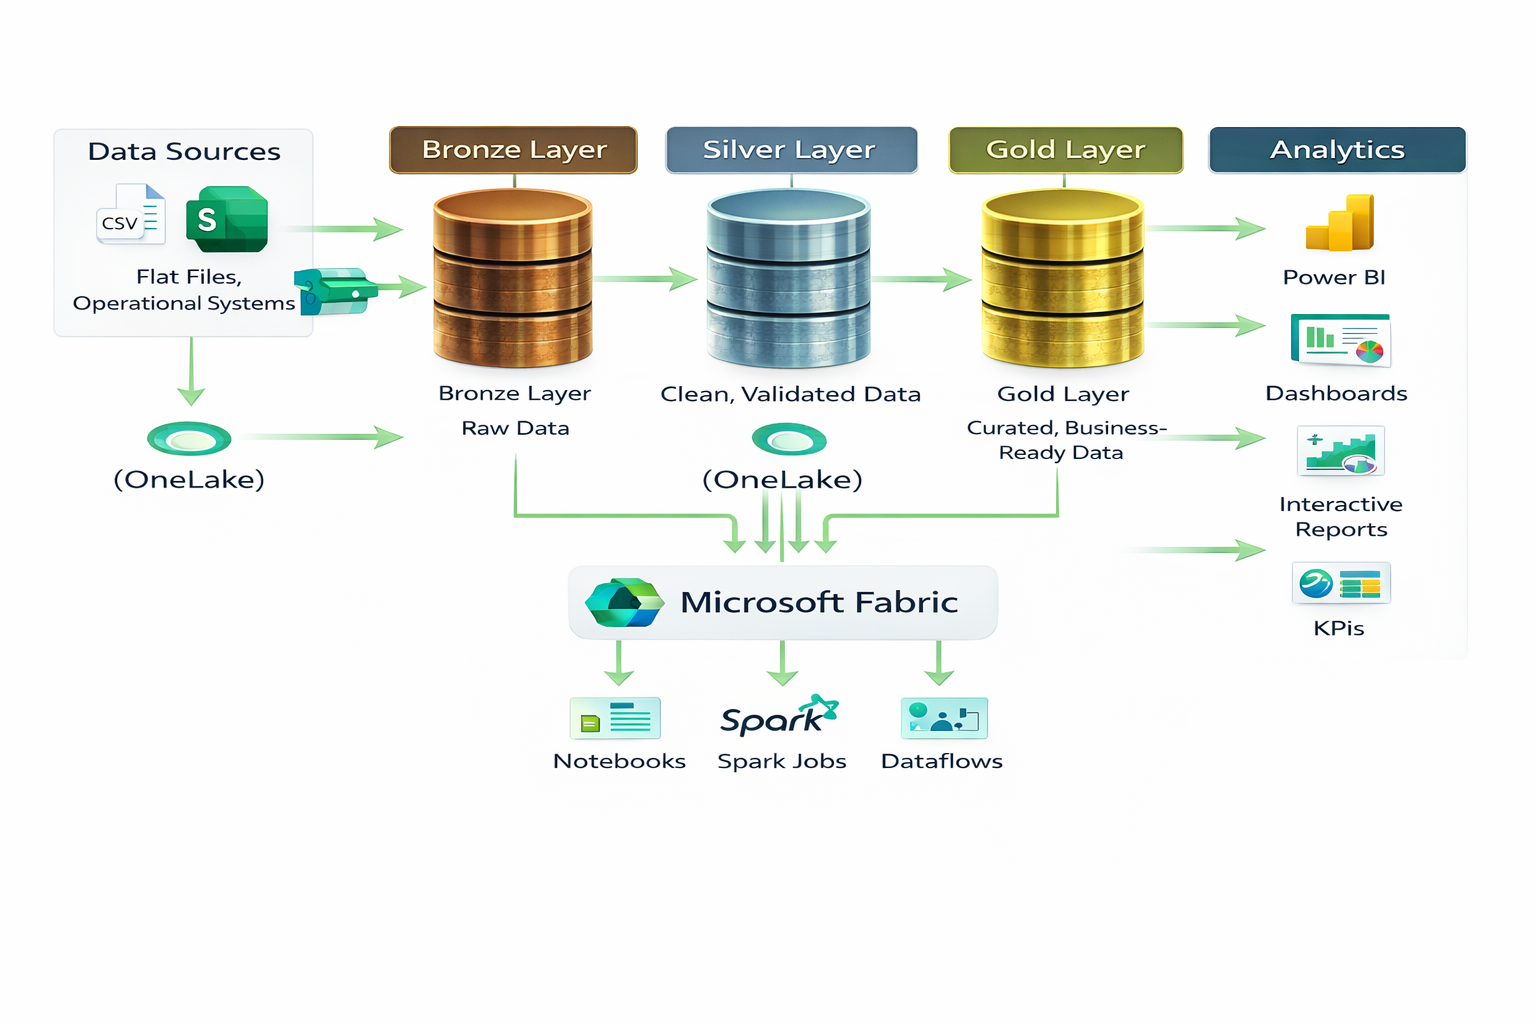 Data Sources
CSV
S
Flat Files,
Operational Systems
(OneLake)
Bronze Layer
Bronze Layer
Raw Data
Silver Layer
Clean, Validated Data
(OneLake)
Gold Layer
Gold Layer
Curated, Business-
Ready Data
Analytics
Power BI
Dashboards
Interactive
Reports
KPis
Microsoft Fabric
Notebooks
Spark
Spark Jobs
Dataflows